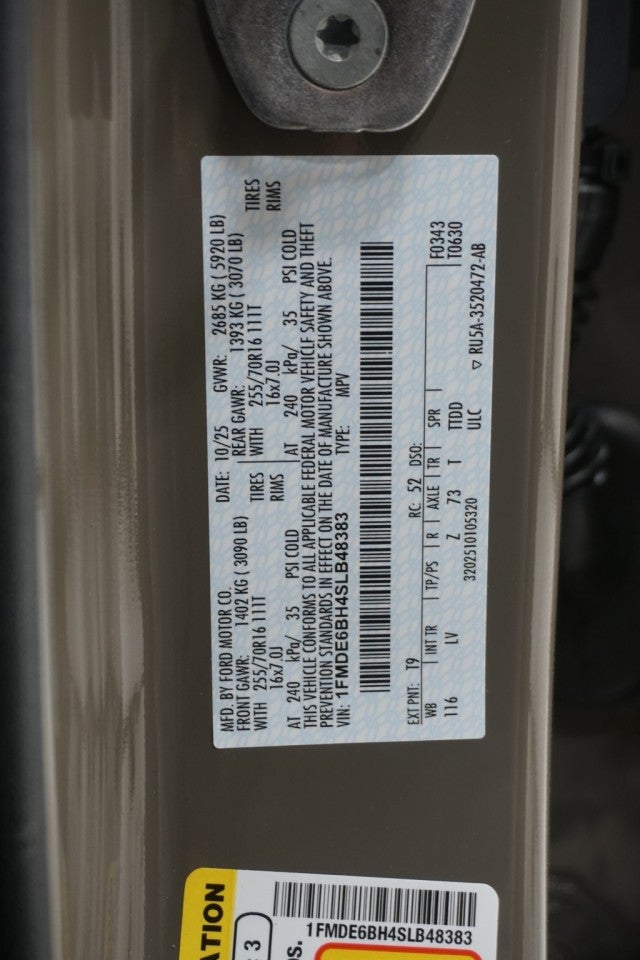 MFD. BY FORD MOTOR CO.
DATE: 10/25 GVWR: 2685 KG ( 5920 LB)
FRONT GAWR: 1402 KG ( 3090 LB) REAR GAWR: 1393 KG ( 3070 LB)
WITH 255/70R16 111T TIRES WITH 255/70R16 111T TIRES
16x7.0J RIMS 16x7.0J RIMS
AT 240 kPa/ 35 PSI COLD AT 240 kPa/ 35 PSI COLD
THIS VEHICLE CONFORMS TO ALL APPLICABLE FEDERAL MOTOR VEHICLE SAFETY AND THEFT
PREVENTION STANDARDS IN EFFECT ON THE DATE OF MANUFACTURE SHOWN ABOVE.
VIN: 1FMDE6BH4SLB48383 TYPE: MPV
EXT PNT: T9 RC: 52 DSO: F0343
WB INT TR TP/PS R AXLE TR SPR T0630
116 LV Z 73 T TTDD
3202510105320 ULC ▽ RU5A-3520472-AB
ATION
: 3
os.
1FMDE6BH4SLB48383